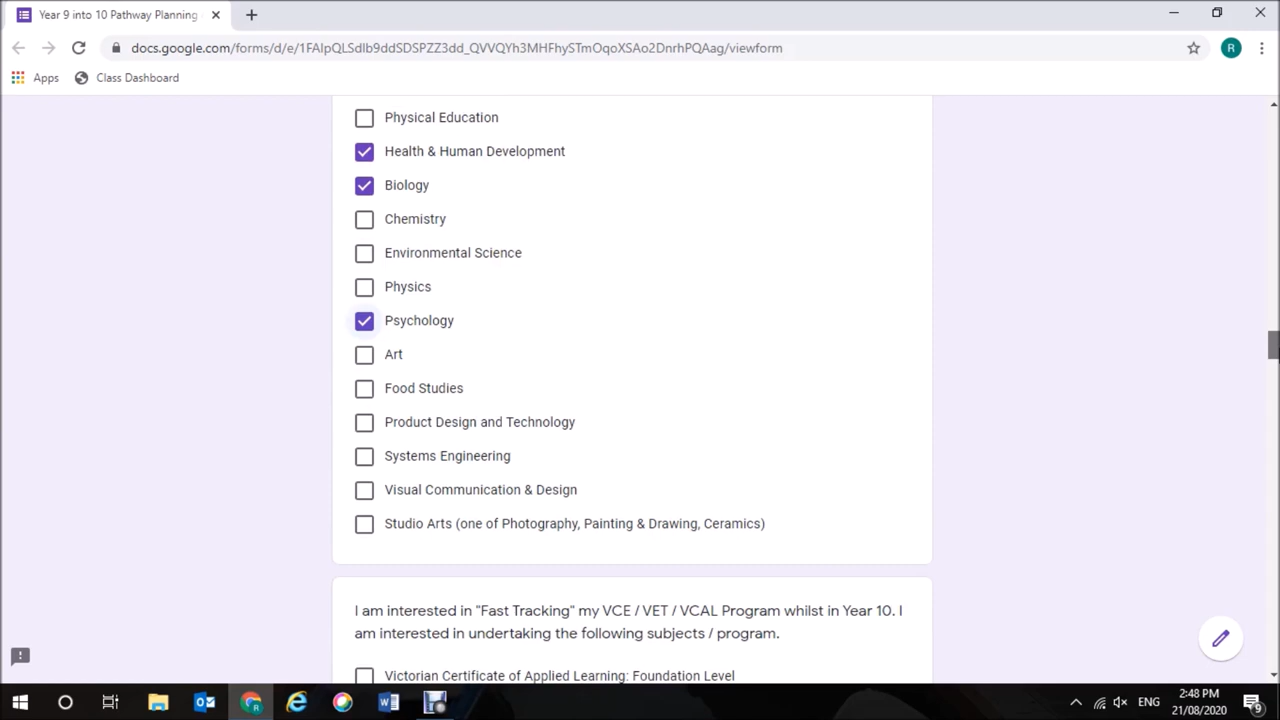 Year 9 into 10 Pathway Planning
docs.google.com/forms/d/e/1FAIpQLSdlb9ddSDSPZZ3dd_QVVQYh3MHFhySTmOqoXSAo2DnrhPQAag/viewform
R
Apps
Class Dashboard
Physical Education
Health & Human Development
Biology
Chemistry
Environmental Science
Physics
Psychology
Art
Food Studies
Product Design and Technology
Systems Engineering
Visual Communication & Design
Studio Arts (one of Photography, Painting & Drawing, Ceramics)
I am interested in "Fast Tracking" my VCE / VET / VCAL Program whilst in Year 10. I
am interested in undertaking the following subjects / program.
Victorian Certificate of Applied Learning: Foundation Level
ENG
2:48 PM
21/08/2020
9